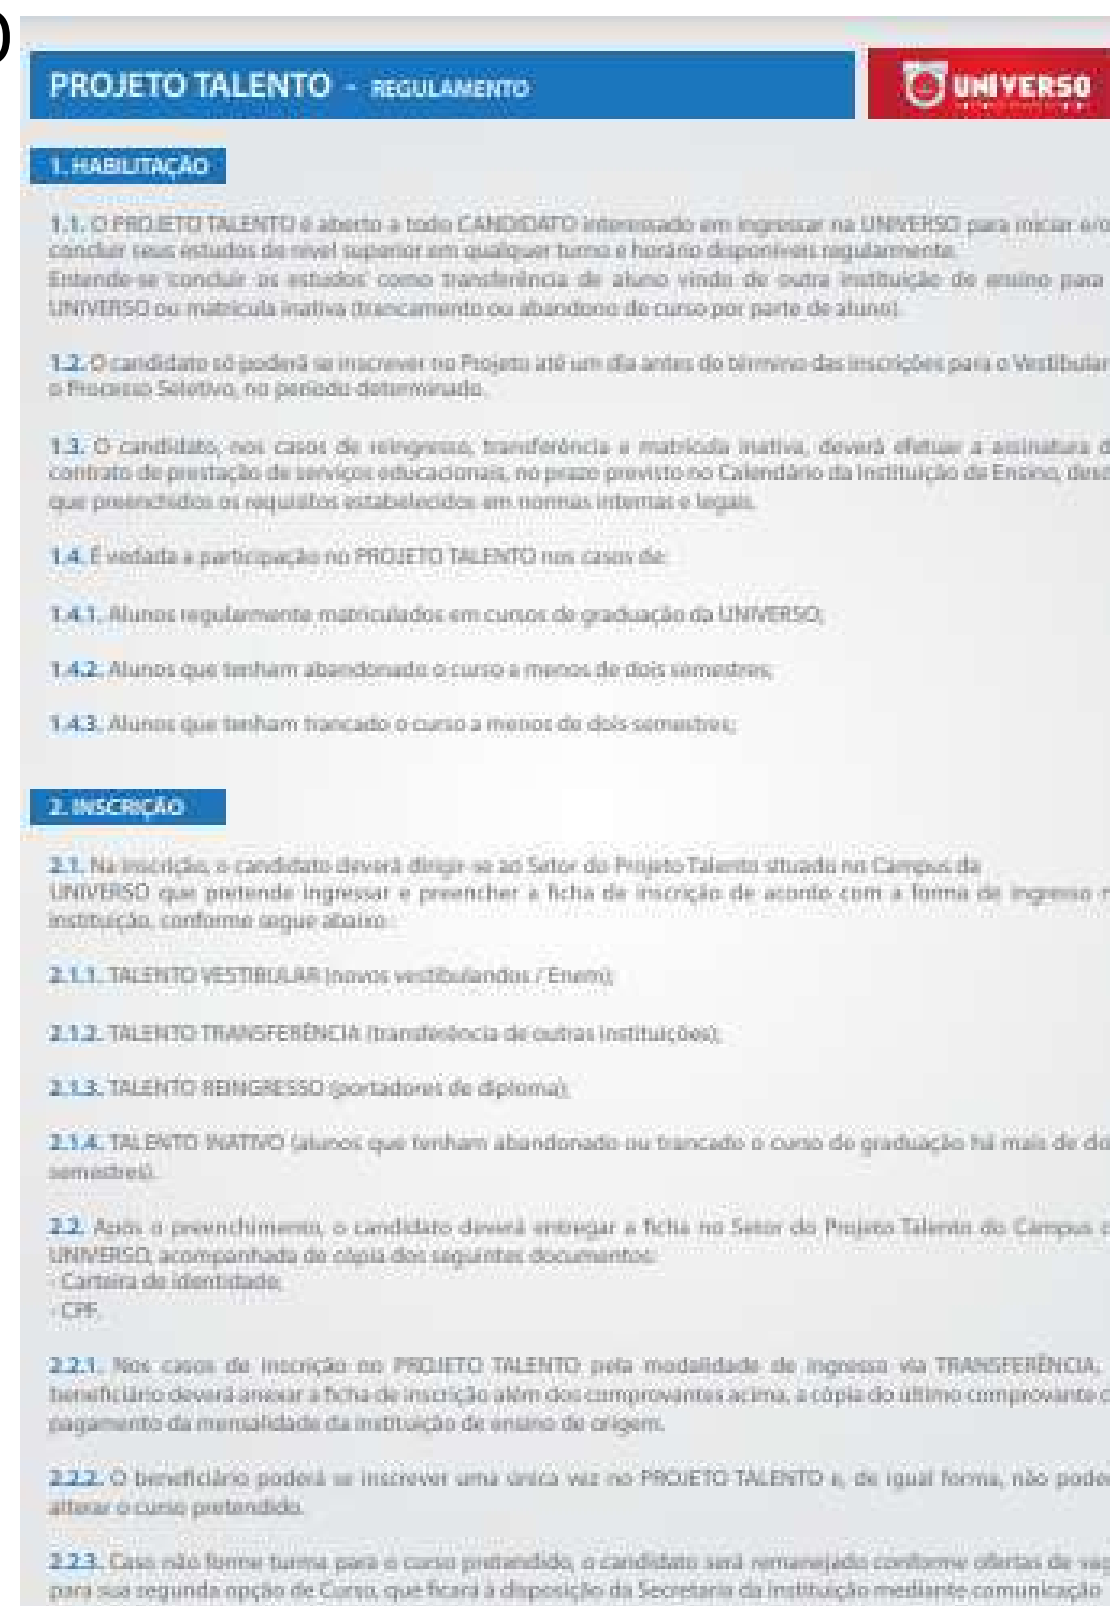 PROJETO TALENTO - REGULAMENTO
UNIVERSO
1. HABILITAÇÃO
1.1. O PROJETO TALENTO é aberto a todo CANDIDATO interessado em ingressar na UNIVERSO para iniciar e/o
concluir seus estudos de nível superior em qualquer turno e horário disponíveis regularmente.
Entende-se 'concluir os estudos' como transferência de aluno vindo de outra instituição de ensino para
UNIVERSO ou matrícula inativa (trancamento ou abandono de curso por parte de aluno).
1.2. O candidato só poderá se inscrever no Projeto até um dia antes do término das inscrições para o Vestibular
o Processo Seletivo, no período determinado.
1.3. O candidato, nos casos de reingresso, transferência e matrícula inativa, deverá efetuar a assinatura d
contrato de prestação de serviços educacionais, no prazo previsto no Calendário da Instituição de Ensino, desd
que preenchidos os requisitos estabelecidos em normas internas e legais.
1.4. É vedada a participação no PROJETO TALENTO nos casos de:
1.4.1. Alunos regularmente matriculados em cursos de graduação da UNIVERSO;
1.4.2. Alunos que tenham abandonado o curso a menos de dois semestres;
1.4.3. Alunos que tenham trancado o curso a menos de dois semestres;
2. INSCRIÇÃO
2.1. Na inscrição, o candidato deverá dirigir-se ao Setor do Projeto Talento situado no Campus da
UNIVERSO que pretende ingressar e preencher a ficha de inscrição de acordo com a forma de ingresso n
instituição, conforme segue abaixo:
2.1.1. TALENTO VESTIBULAR (novos vestibulandos / Enem);
2.1.2. TALENTO TRANSFERÊNCIA (transferência de outras instituições);
2.1.3. TALENTO REINGRESSO (portadores de diploma);
2.1.4. TALENTO INATIVO (alunos que tenham abandonado ou trancado o curso de graduação há mais de do
semestres).
2.2. Após o preenchimento, o candidato deverá entregar a ficha no Setor do Projeto Talento do Campus d
UNIVERSO, acompanhada de cópia dos seguintes documentos:
- Carteira de identidade;
- CPF.
2.2.1. Nos casos de inscrição no PROJETO TALENTO pela modalidade de ingresso via TRANSFERÊNCIA,
beneficiário deverá anexar a ficha de inscrição além dos comprovantes acima, a cópia do ultimo comprovante d
pagamento da mensalidade da instituição de ensino de origem.
2.2.2. O beneficiário poderá se inscrever uma única vez no PROJETO TALENTO e, de igual forma, não poder
alterar o curso pretendido.
2.2.3. Caso não forme turma para o curso pretendido, o candidato será remanejado conforme ofertas de vag
para sua segunda opção de Curso, que ficará à disposição da Secretaria da Instituição mediante comunicação